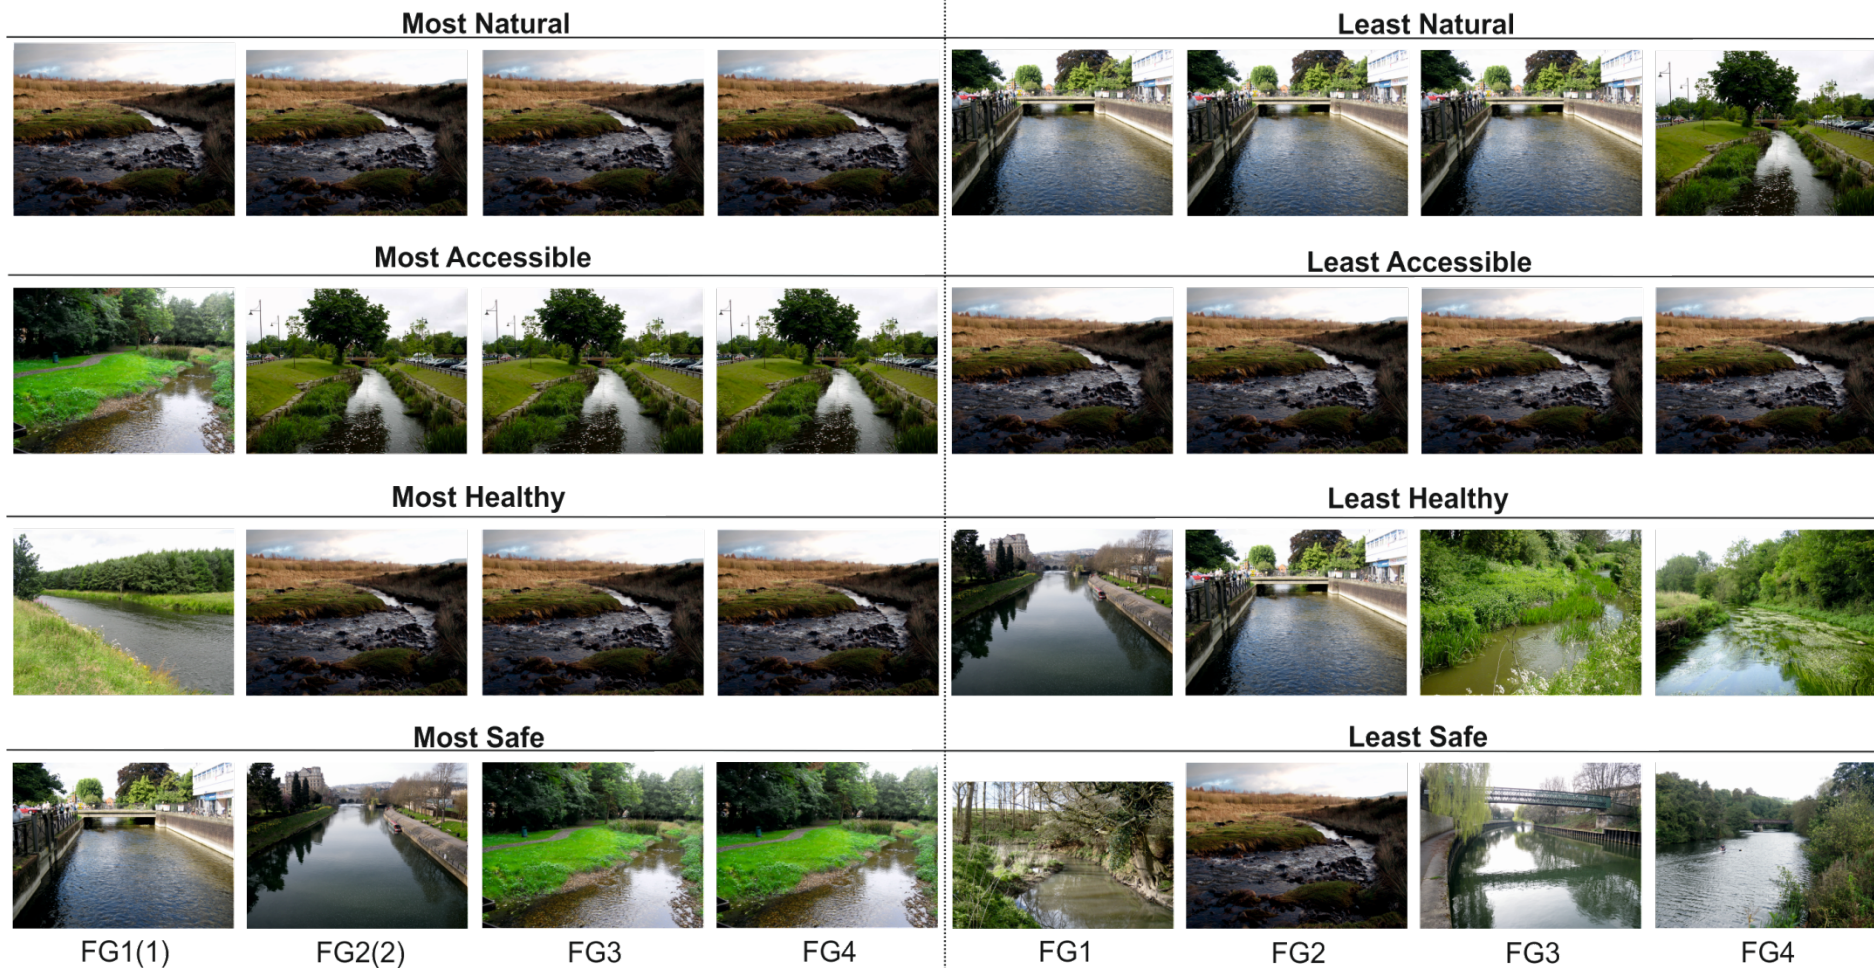 Most Natural
Least Natural
Most Accessible
Least Accessible
Most Healthy
Least Healthy
Most Safe
Least Safe
FG1(1) FG2(2) FG3 FG4 FG1 FG2 FG3 FG4